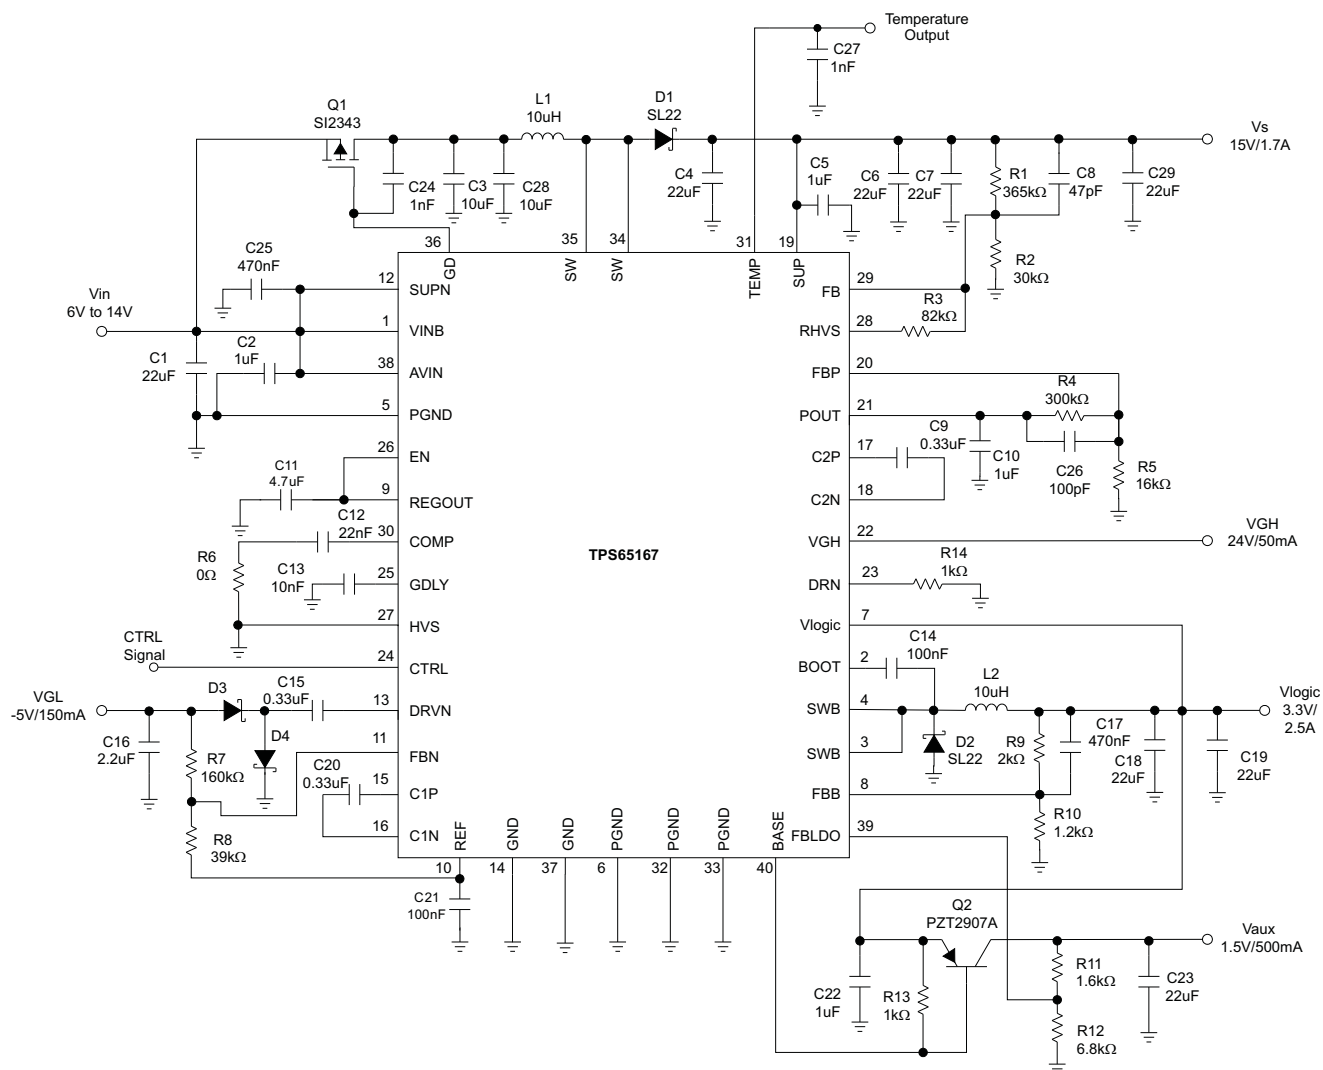 Temperature
Output
C27
1nF
Q1
SI2343
L1
10uH
D1
SL22
Vs
15V/1.7A
C24
1nF
C3
10uF
C28
10uF
C4
22uF
C5
1uF
C6
22uF
C7
22uF
R1
365kΩ
C8
47pF
C29
22uF
R2
30kΩ
36
35
34
31
19
GD
SW
SW
TEMP
SUP
C25
470nF
Vin
6V to 14V
C1
22uF
C2
1uF
12
SUPN
1
VINB
38
AVIN
5
PGND
26
EN
C11
4.7uF
9
REGOUT
C12
22nF
30
COMP
R6
0Ω
C13
10nF
25
GDLY
27
HVS
CTRL
Signal
24
CTRL
VGL
-5V/150mA
D3
C15
0.33uF
13
DRVN
D4
C16
2.2uF
R7
160kΩ
11
FBN
C20
0.33uF
15
C1P
16
C1N
R8
39kΩ
TPS65167
29
FB
R3
82kΩ
28
RHVS
20
FBP
R4
300kΩ
21
POUT
C9
0.33uF
C10
1uF
C26
100pF
R5
16kΩ
17
C2P
18
C2N
22
VGH
VGH
24V/50mA
R14
1kΩ
23
DRN
7
Vlogic
C14
100nF
2
BOOT
L2
10uH
4
SWB
Vlogic
3.3V/
2.5A
3
SWB
D2
SL22
R9
2kΩ
C17
470nF
C18
22uF
C19
22uF
8
FBB
R10
1.2kΩ
39
FBLDO
REF
GND
GND
PGND
PGND
PGND
BASE
10
14
37
6
32
33
40
C21
100nF
Q2
PZT2907A
Vaux
1.5V/500mA
C22
1uF
R13
1kΩ
R11
1.6kΩ
C23
22uF
R12
6.8kΩ